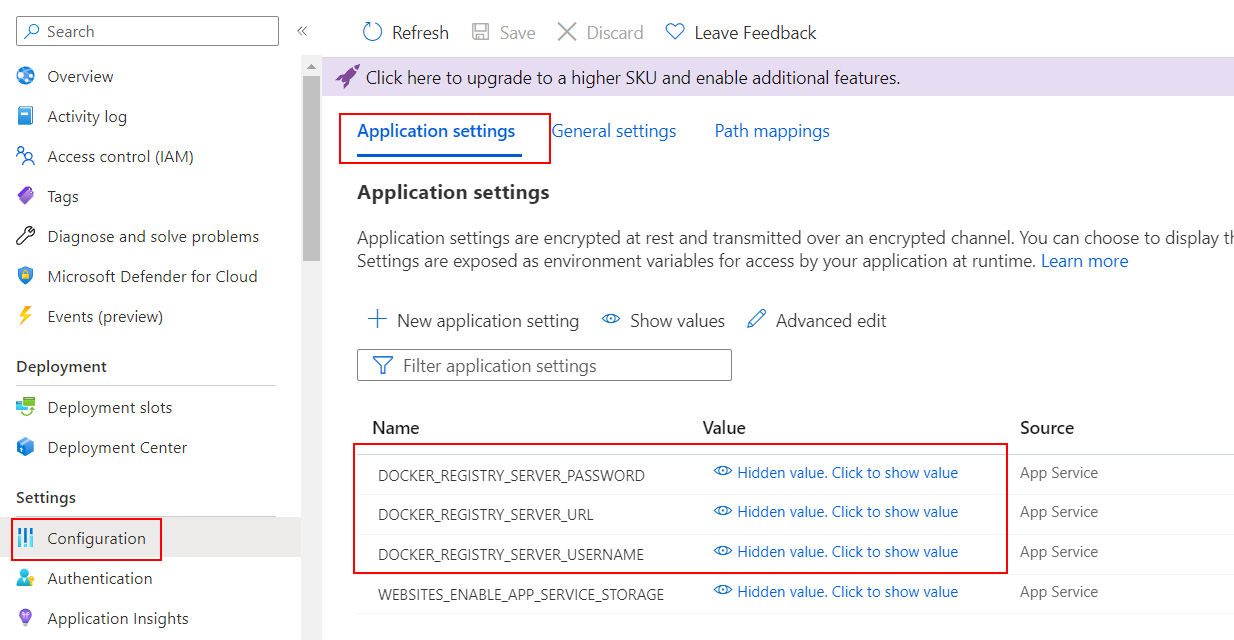 Search
Overview
Activity log
Access control (IAM)
Tags
Diagnose and solve problems
Microsoft Defender for Cloud
Events (preview)
Deployment
Deployment slots
Deployment Center
Settings
Configuration
Authentication
Application Insights
Refresh Save Discard Leave Feedback
Click here to upgrade to a higher SKU and enable additional features.
Application settings General settings Path mappings
Application settings
Application settings are encrypted at rest and transmitted over an encrypted channel. You can choose to display
Settings are exposed as environment variables for access by your application at runtime. Learn more
New application setting Show values Advanced edit
Filter application settings
Name Value Source
DOCKER_REGISTRY_SERVER_PASSWORD Hidden value. Click to show value App Service
DOCKER_REGISTRY_SERVER_URL Hidden value. Click to show value App Service
DOCKER_REGISTRY_SERVER_USERNAME Hidden value. Click to show value App Service
WEBSITES_ENABLE_APP_SERVICE_STORAGE Hidden value. Click to show value App Service